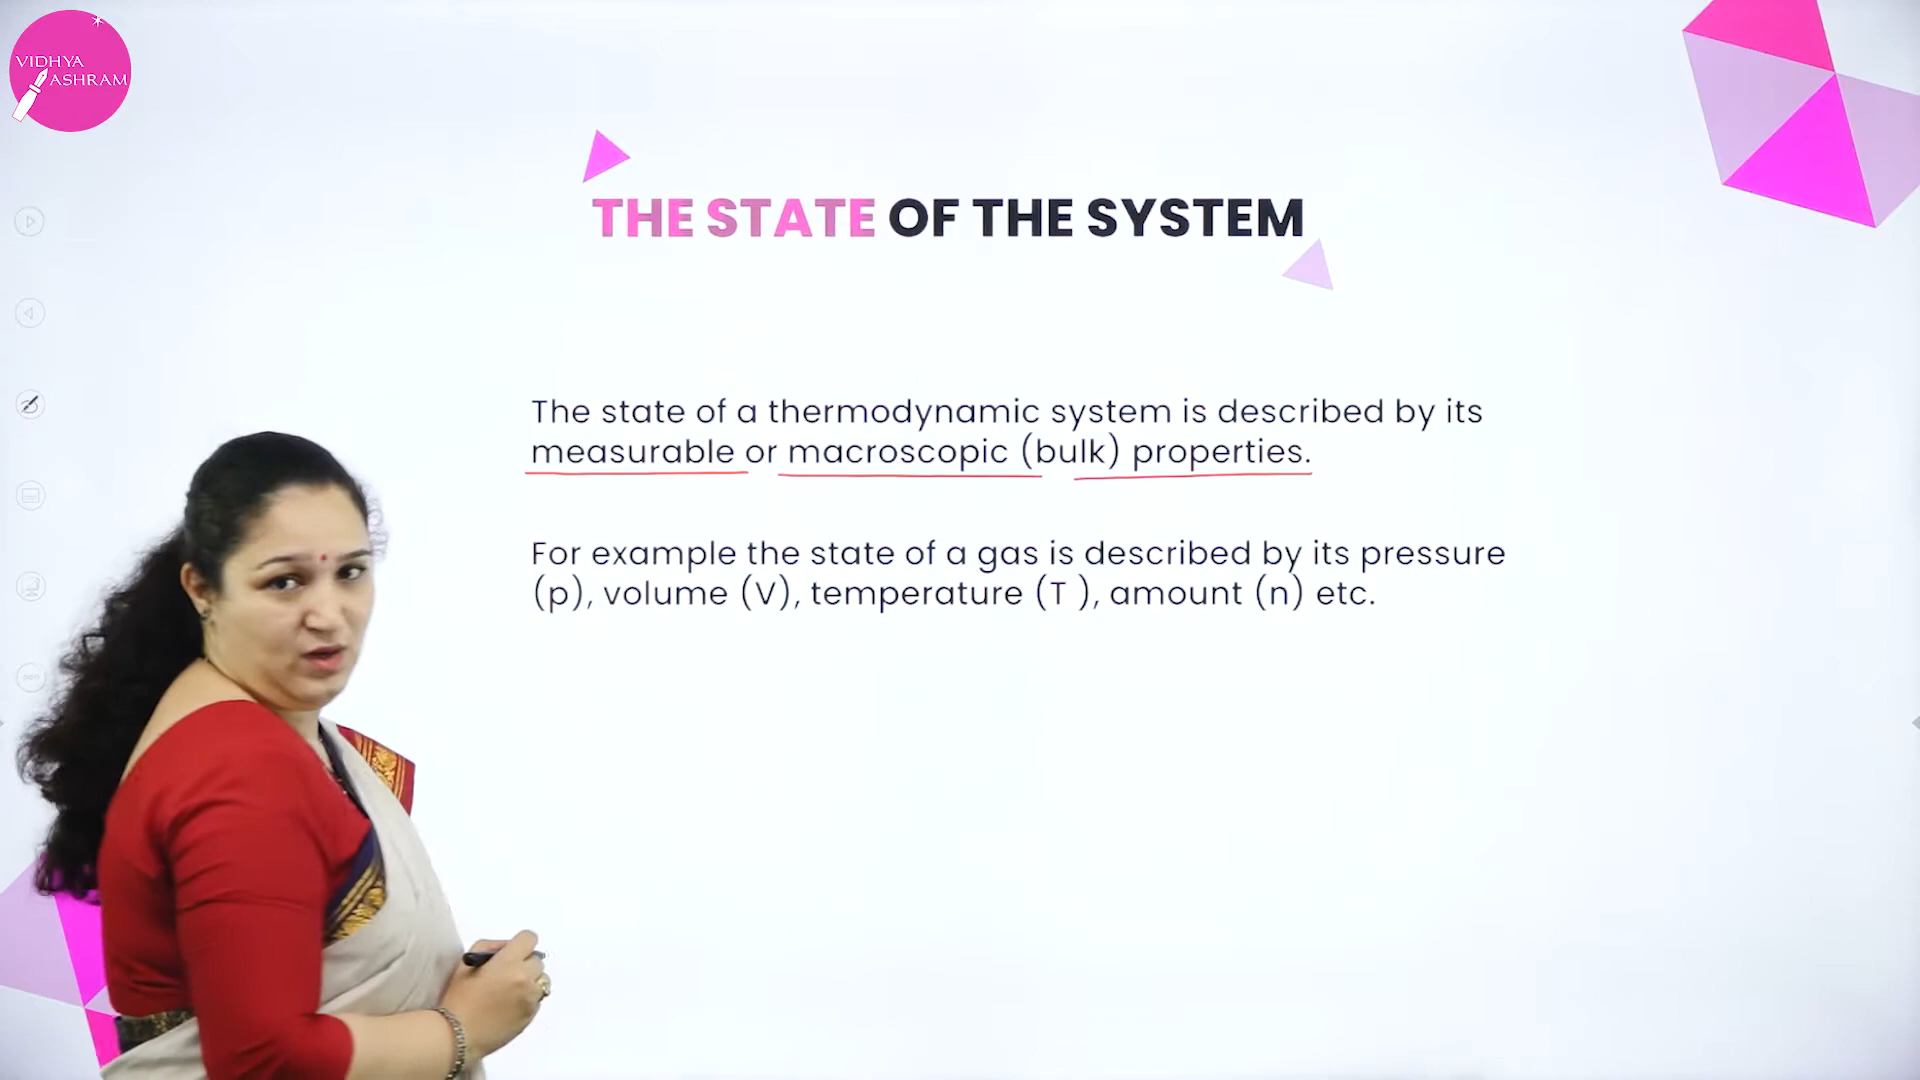 VIDHYA
ASHRAM
THE STATE OF THE SYSTEM
The state of a thermodynamic system is described by its
measurable or macroscopic (bulk) properties.
For example the state of a gas is described by its pressure
(p), volume (V), temperature (T ), amount (n) etc.